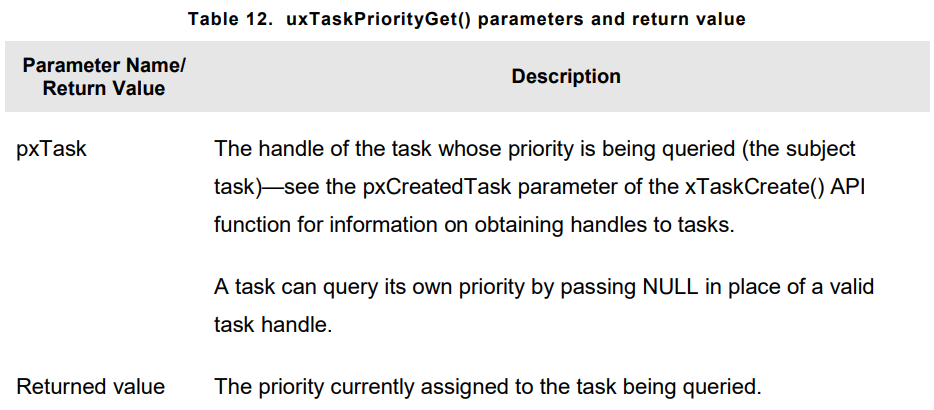 Table 12. uxTaskPriorityGet() parameters and return value
Parameter Name/
Return Value
Description
pxTask
The handle of the task whose priority is being queried (the subject
task)—see the pxCreatedTask parameter of the xTaskCreate() API
function for information on obtaining handles to tasks.
A task can query its own priority by passing NULL in place of a valid
task handle.
Returned value
The priority currently assigned to the task being queried.